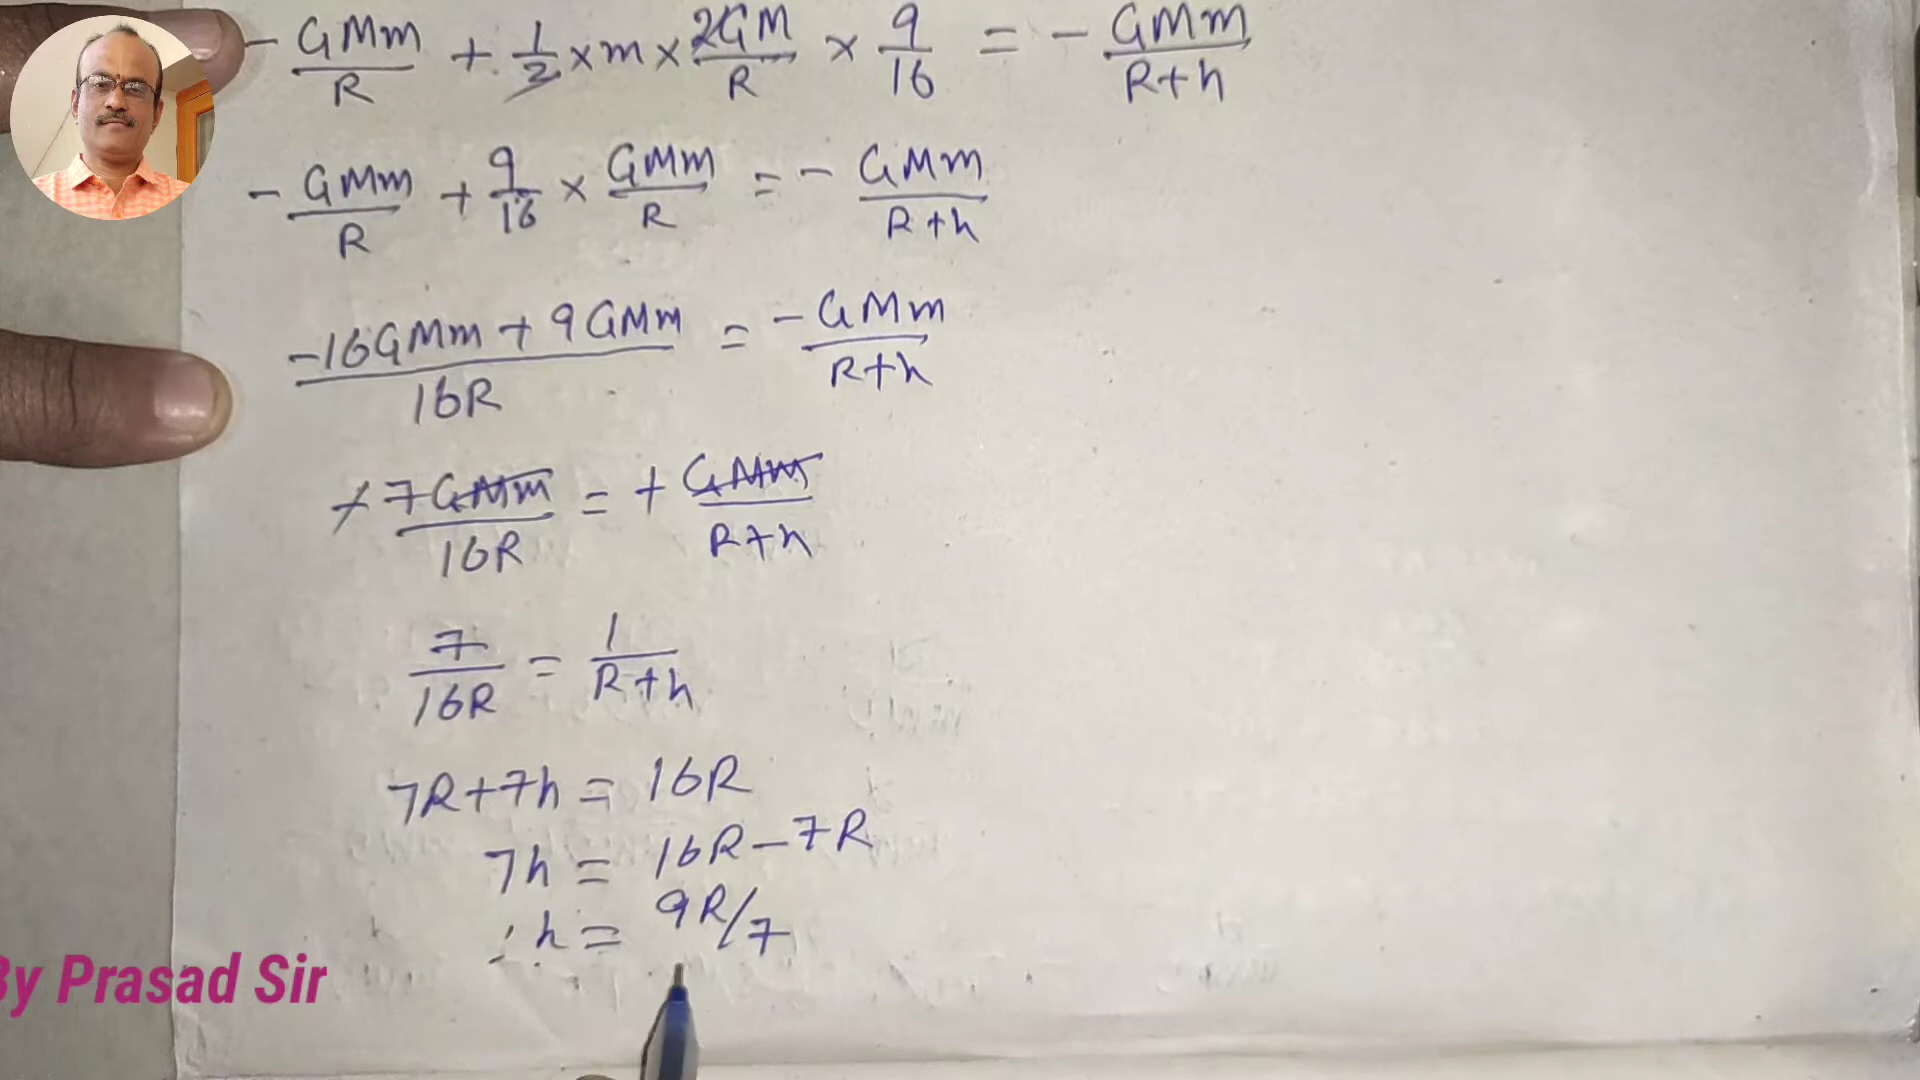 - GMm/R + 1/2 × m × 2GM/R × 9/16 = - GMm/R+h
- GMm/R + 9/16 × GMm/R = - GMm/R+h
-16GMm + 9GMm/16R = - GMm/R+h
+ 7GMm/16R = + GMm/R+h
7/16R = 1/R+h
7R+7h = 16R
7h = 16R-7R
∴ h = 9R/7
By Prasad Sir